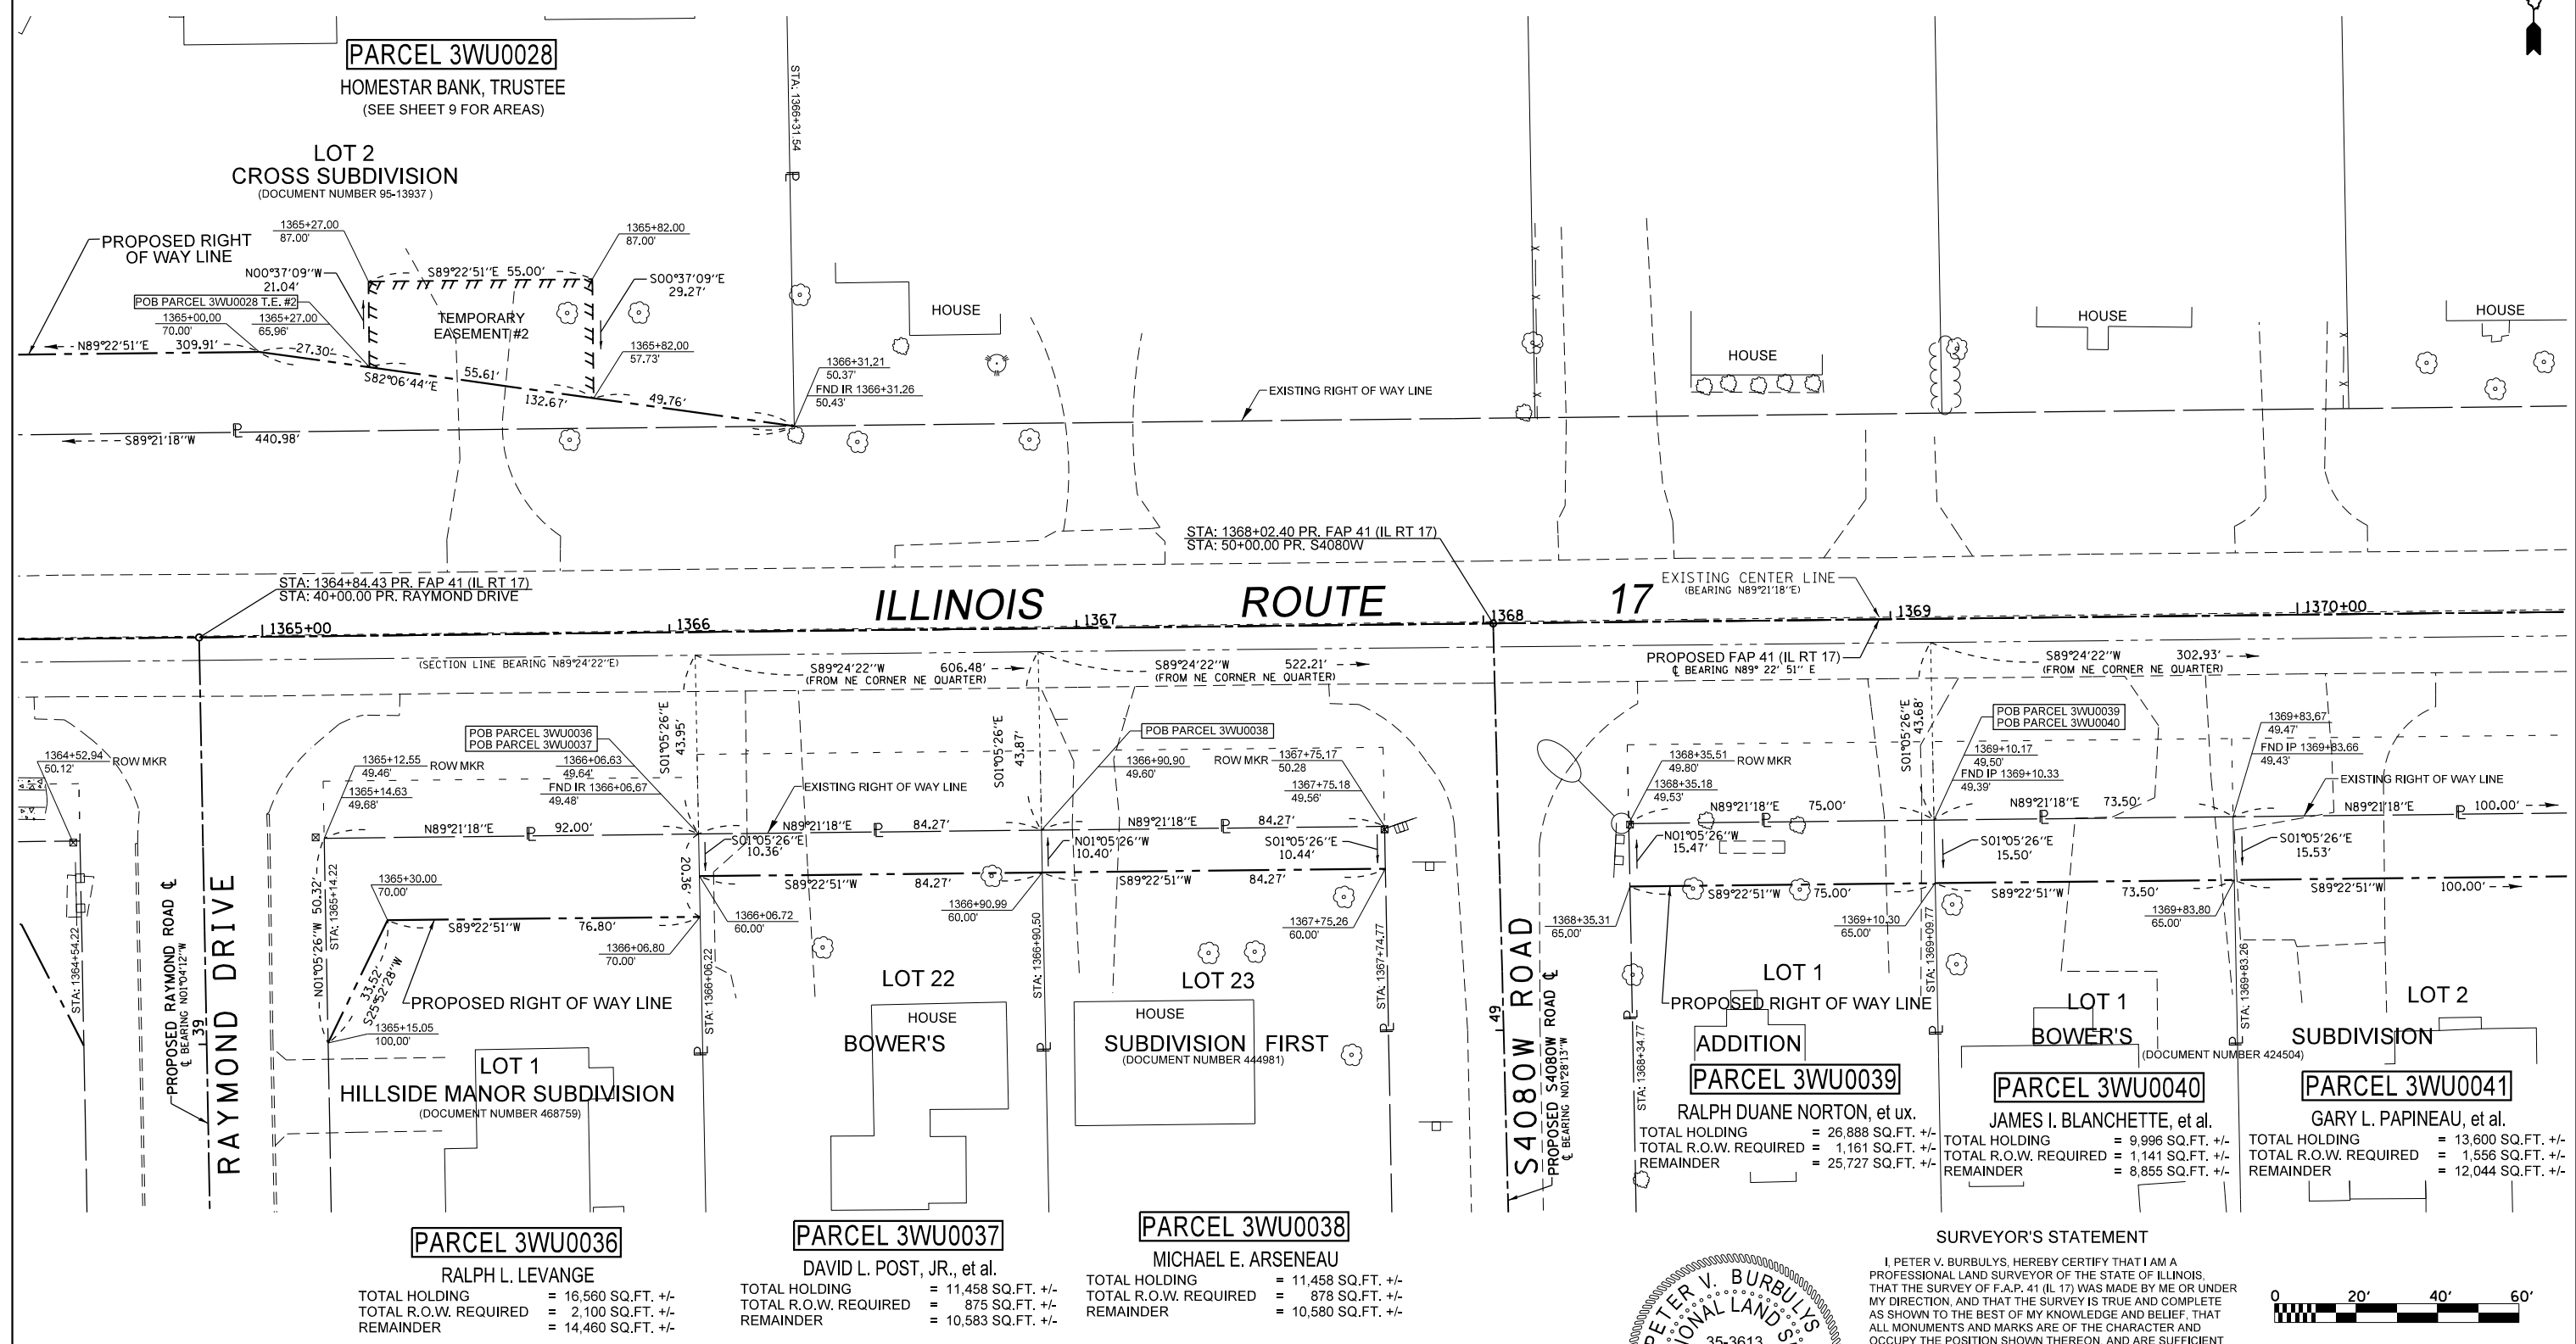 PARCEL 3WU0028
HOMESTAR BANK, TRUSTEE
(SEE SHEET 9 FOR AREAS)
LOT 2
CROSS SUBDIVISION
(DOCUMENT NUMBER 95-13937 )
STA: 1366+31.54
PROPOSED RIGHT
OF WAY LINE
1365+27.00
87.00'
1365+82.00
87.00'
N00°37'09"W
21.04'
S89°22'51"E 55.00'
S00°37'09"E
29.27'
POB PARCEL 3WU0028 T.E. #2
1365+00.00
70.00'
1365+27.00
65.96'
TEMPORARY
EASEMENT #2
1365+82.00
57.73'
N89°22'51"E 309.91'
27.30'
S82°06'44"E
55.61'
132.67'
49.76'
1366+31.21
50.37'
FND IR 1366+31.26
50.43'
HOUSE
HOUSE
HOUSE
HOUSE
EXISTING RIGHT OF WAY LINE
S89°21'18"W
440.98'
STA: 1364+84.43 PR. FAP 41 (IL RT 17)
STA: 40+00.00 PR. RAYMOND DRIVE
STA: 1368+02.40 PR. FAP 41 (IL RT 17)
STA: 50+00.00 PR. S4080W
ILLINOIS ROUTE 17
EXISTING CENTER LINE
(BEARING N89°21'18"E)
1365+00
1366
1367
1368
1369
1370+00
(SECTION LINE BEARING N89°24'22"E)
S89°24'22"W 606.48'
(FROM NE CORNER NE QUARTER)
S89°24'22"W 522.21'
(FROM NE CORNER NE QUARTER)
PROPOSED FAP 41 (IL RT 17)
℄ BEARING N89° 22' 51" E
S89°24'22"W 302.93'
(FROM NE CORNER NE QUARTER)
1364+52.94 ROW MKR
50.12'
1365+12.55 ROW MKR
49.46'
1365+14.63
49.68'
POB PARCEL 3WU0036
POB PARCEL 3WU0037
1366+06.63
49.64'
FND IR 1366+06.67
49.48'
S01°05'26"E
43.95'
EXISTING RIGHT OF WAY LINE
S01°05'26"E
43.87'
POB PARCEL 3WU0038
1366+90.90
49.60'
ROW MKR 1367+75.17
50.28
1367+75.18
49.56'
1368+35.51 ROW MKR
49.80'
1368+35.18
49.53'
S01°05'26"E
43.68'
POB PARCEL 3WU0039
POB PARCEL 3WU0040
1369+10.17
49.50'
FND IP 1369+10.33
49.39'
1369+83.67
49.47'
FND IP 1369+83.66
49.43'
EXISTING RIGHT OF WAY LINE
N89°21'18"E 92.00'
N89°21'18"E 84.27'
N89°21'18"E 84.27'
N89°21'18"E 75.00'
N89°21'18"E 73.50'
N89°21'18"E 100.00'
S01°05'26"E
10.36'
N01°05'26"W
10.40'
S01°05'26"E
10.44'
N01°05'26"W
15.47'
S01°05'26"E
15.50'
S01°05'26"E
15.53'
20.36'
1365+30.00
70.00'
S89°22'51"W 76.80'
S89°22'51"W 84.27'
S89°22'51"W 84.27'
S89°22'51"W 75.00'
S89°22'51"W 73.50'
S89°22'51"W 100.00'
1366+06.72
60.00'
1366+06.80
70.00'
1366+90.99
60.00'
1367+75.26
60.00'
1368+35.31
65.00'
1369+10.30
65.00'
1369+83.80
65.00'
STA: 1364+54.22
PROPOSED RAYMOND ROAD ℄
℄ BEARING N01°04'12"W
39
RAYMOND DRIVE
N01°05'26"W 50.32'
STA: 1365+14.22
33.52'
S25°52'28"W
1365+15.05
100.00'
PROPOSED RIGHT OF WAY LINE
STA: 1366+06.22
STA: 1366+90.50
STA: 1367+74.77
49
S4080W ROAD
PROPOSED S4080W ROAD ℄
℄ BEARING N01°28'13"W
STA: 1368+34.77
STA: 1369+09.77
STA: 1369+83.26
LOT 1
HILLSIDE MANOR SUBDIVISION
(DOCUMENT NUMBER 468759)
LOT 22
HOUSE
BOWER'S
LOT 23
HOUSE
SUBDIVISION FIRST
(DOCUMENT NUMBER 444981)
LOT 1
PROPOSED RIGHT OF WAY LINE
ADDITION
LOT 1
BOWER'S
LOT 2
SUBDIVISION
(DOCUMENT NUMBER 424504)
PARCEL 3WU0039
RALPH DUANE NORTON, et ux.
TOTAL HOLDING = 26,888 SQ.FT. +/-
TOTAL R.O.W. REQUIRED = 1,161 SQ.FT. +/-
REMAINDER = 25,727 SQ.FT. +/-
PARCEL 3WU0040
JAMES I. BLANCHETTE, et al.
TOTAL HOLDING = 9,996 SQ.FT. +/-
TOTAL R.O.W. REQUIRED = 1,141 SQ.FT. +/-
REMAINDER = 8,855 SQ.FT. +/-
PARCEL 3WU0041
GARY L. PAPINEAU, et al.
TOTAL HOLDING = 13,600 SQ.FT. +/-
TOTAL R.O.W. REQUIRED = 1,556 SQ.FT. +/-
REMAINDER = 12,044 SQ.FT. +/-
PARCEL 3WU0036
RALPH L. LEVANGE
TOTAL HOLDING = 16,560 SQ.FT. +/-
TOTAL R.O.W. REQUIRED = 2,100 SQ.FT. +/-
REMAINDER = 14,460 SQ.FT. +/-
PARCEL 3WU0037
DAVID L. POST, JR., et al.
TOTAL HOLDING = 11,458 SQ.FT. +/-
TOTAL R.O.W. REQUIRED = 875 SQ.FT. +/-
REMAINDER = 10,583 SQ.FT. +/-
PARCEL 3WU0038
MICHAEL E. ARSENEAU
TOTAL HOLDING = 11,458 SQ.FT. +/-
TOTAL R.O.W. REQUIRED = 878 SQ.FT. +/-
REMAINDER = 10,580 SQ.FT. +/-
PETER V. BURBULYS
35-3613
SURVEYOR'S STATEMENT
I, PETER V. BURBULYS, HEREBY CERTIFY THAT I AM A
PROFESSIONAL LAND SURVEYOR OF THE STATE OF ILLINOIS,
THAT THE SURVEY OF F.A.P. 41 (IL 17) WAS MADE BY ME OR UNDER
MY DIRECTION, AND THAT THE SURVEY IS TRUE AND COMPLETE
AS SHOWN TO THE BEST OF MY KNOWLEDGE AND BELIEF, THAT
ALL MONUMENTS AND MARKS ARE OF THE CHARACTER AND
OCCUPY THE POSITION SHOWN THEREON, AND ARE SUFFICIENT
0 20' 40' 60'